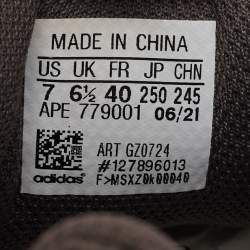 MADE IN CHINA
US UK FR JP CHN
7 6½ 40 250 245
APE 779001 06/21
ART GZ0724
#127896013
adidas F>MSXZ0k00040